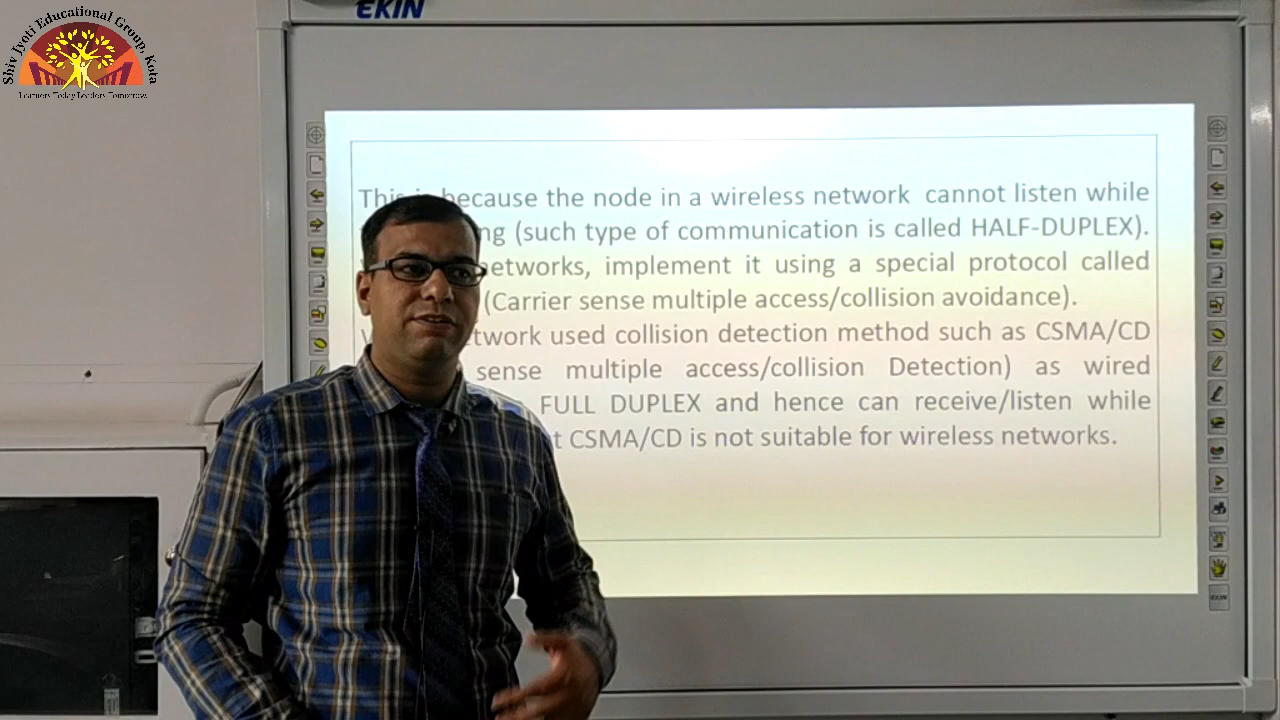 EKIN
Shiv Jyoti Educational Group, Kota
Learners Today Leaders Tomorrow
This because the node in a wireless network cannot listen while
(such type of communication is called HALF-DUPLEX).
networks, implement it using a special protocol called
(Carrier sense multiple access/collision avoidance).
network used collision detection method such as CSMA/CD
sense multiple access/collision Detection) as wired
FULL DUPLEX and hence can receive/listen while
CSMA/CD is not suitable for wireless networks.
EKIN